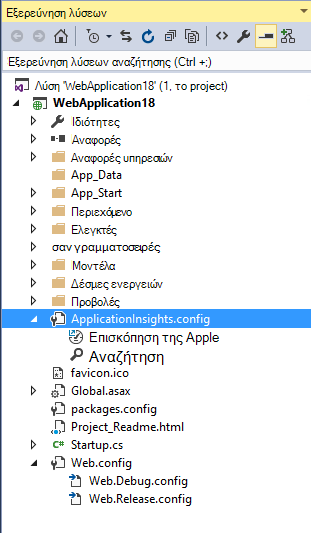 Εξερεύνηση λύσεων
Εξερεύνηση λύσεων αναζήτησης (Ctrl +;)
Λύση 'WebApplication18' (1, το project)
WebApplication18
Ιδιότητες
Αναφορές
Αναφορές υπηρεσιών
App_Data
App_Start
Περιεχόμενο
Ελεγκτές
σαν γραμματοσειρές
Μοντέλα
Δέσμες ενεργειών
Προβολές
ApplicationInsights.config
Επισκόπηση της Apple
Αναζήτηση
favicon.ico
Global.asax
packages.config
Project_Readme.html
C# Startup.cs
Web.config
Web.Debug.config
Web.Release.config